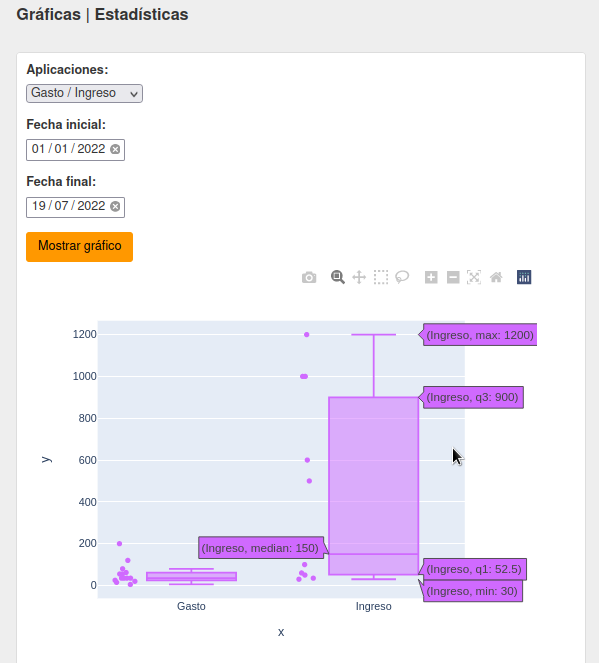 Gráficas | Estadísticas
Aplicaciones:
Gasto / Ingreso
Fecha inicial:
01 / 01 / 2022
Fecha final:
19 / 07 / 2022
Mostrar gráfico
1200
(Ingreso, max: 1200)
1000
(Ingreso, q3: 900)
800
y
600
400
200
(Ingreso, median: 150)
(Ingreso, q1: 52.5)
0
(Ingreso, min: 30)
Gasto
Ingreso
x